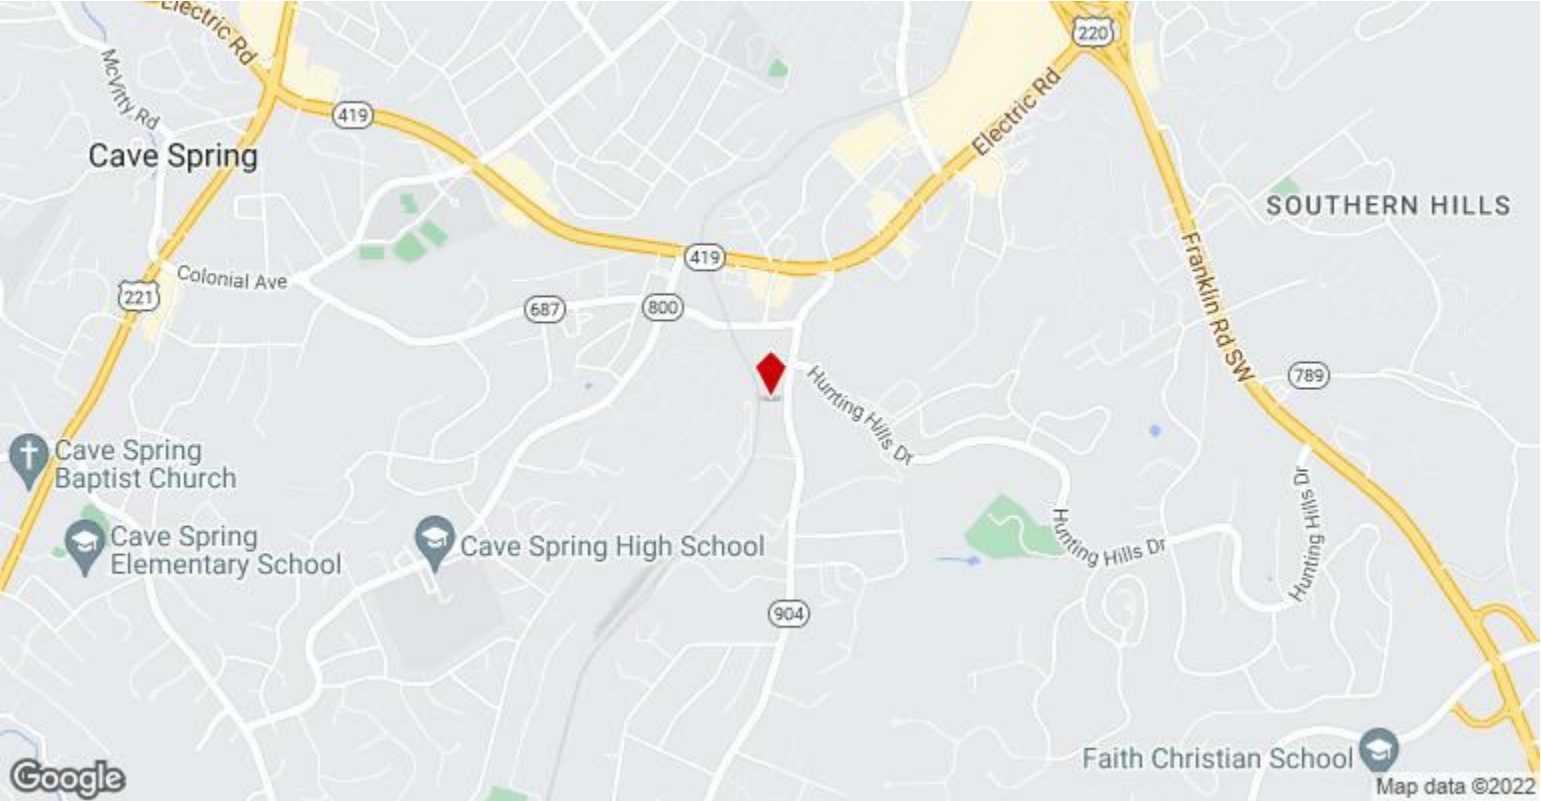 Electric Rd
220
McVitty Rd
419
Electric Rd
Cave Spring
SOUTHERN HILLS
419
Franklin Rd SW
Colonial Ave
221
687
800
789
Hunting Hills Dr
Cave Spring
Baptist Church
Hunting Hills Dr
Hunting Hills Dr
Cave Spring
Elementary School
Cave Spring High School
904
Faith Christian School
Google
Map data ©2022